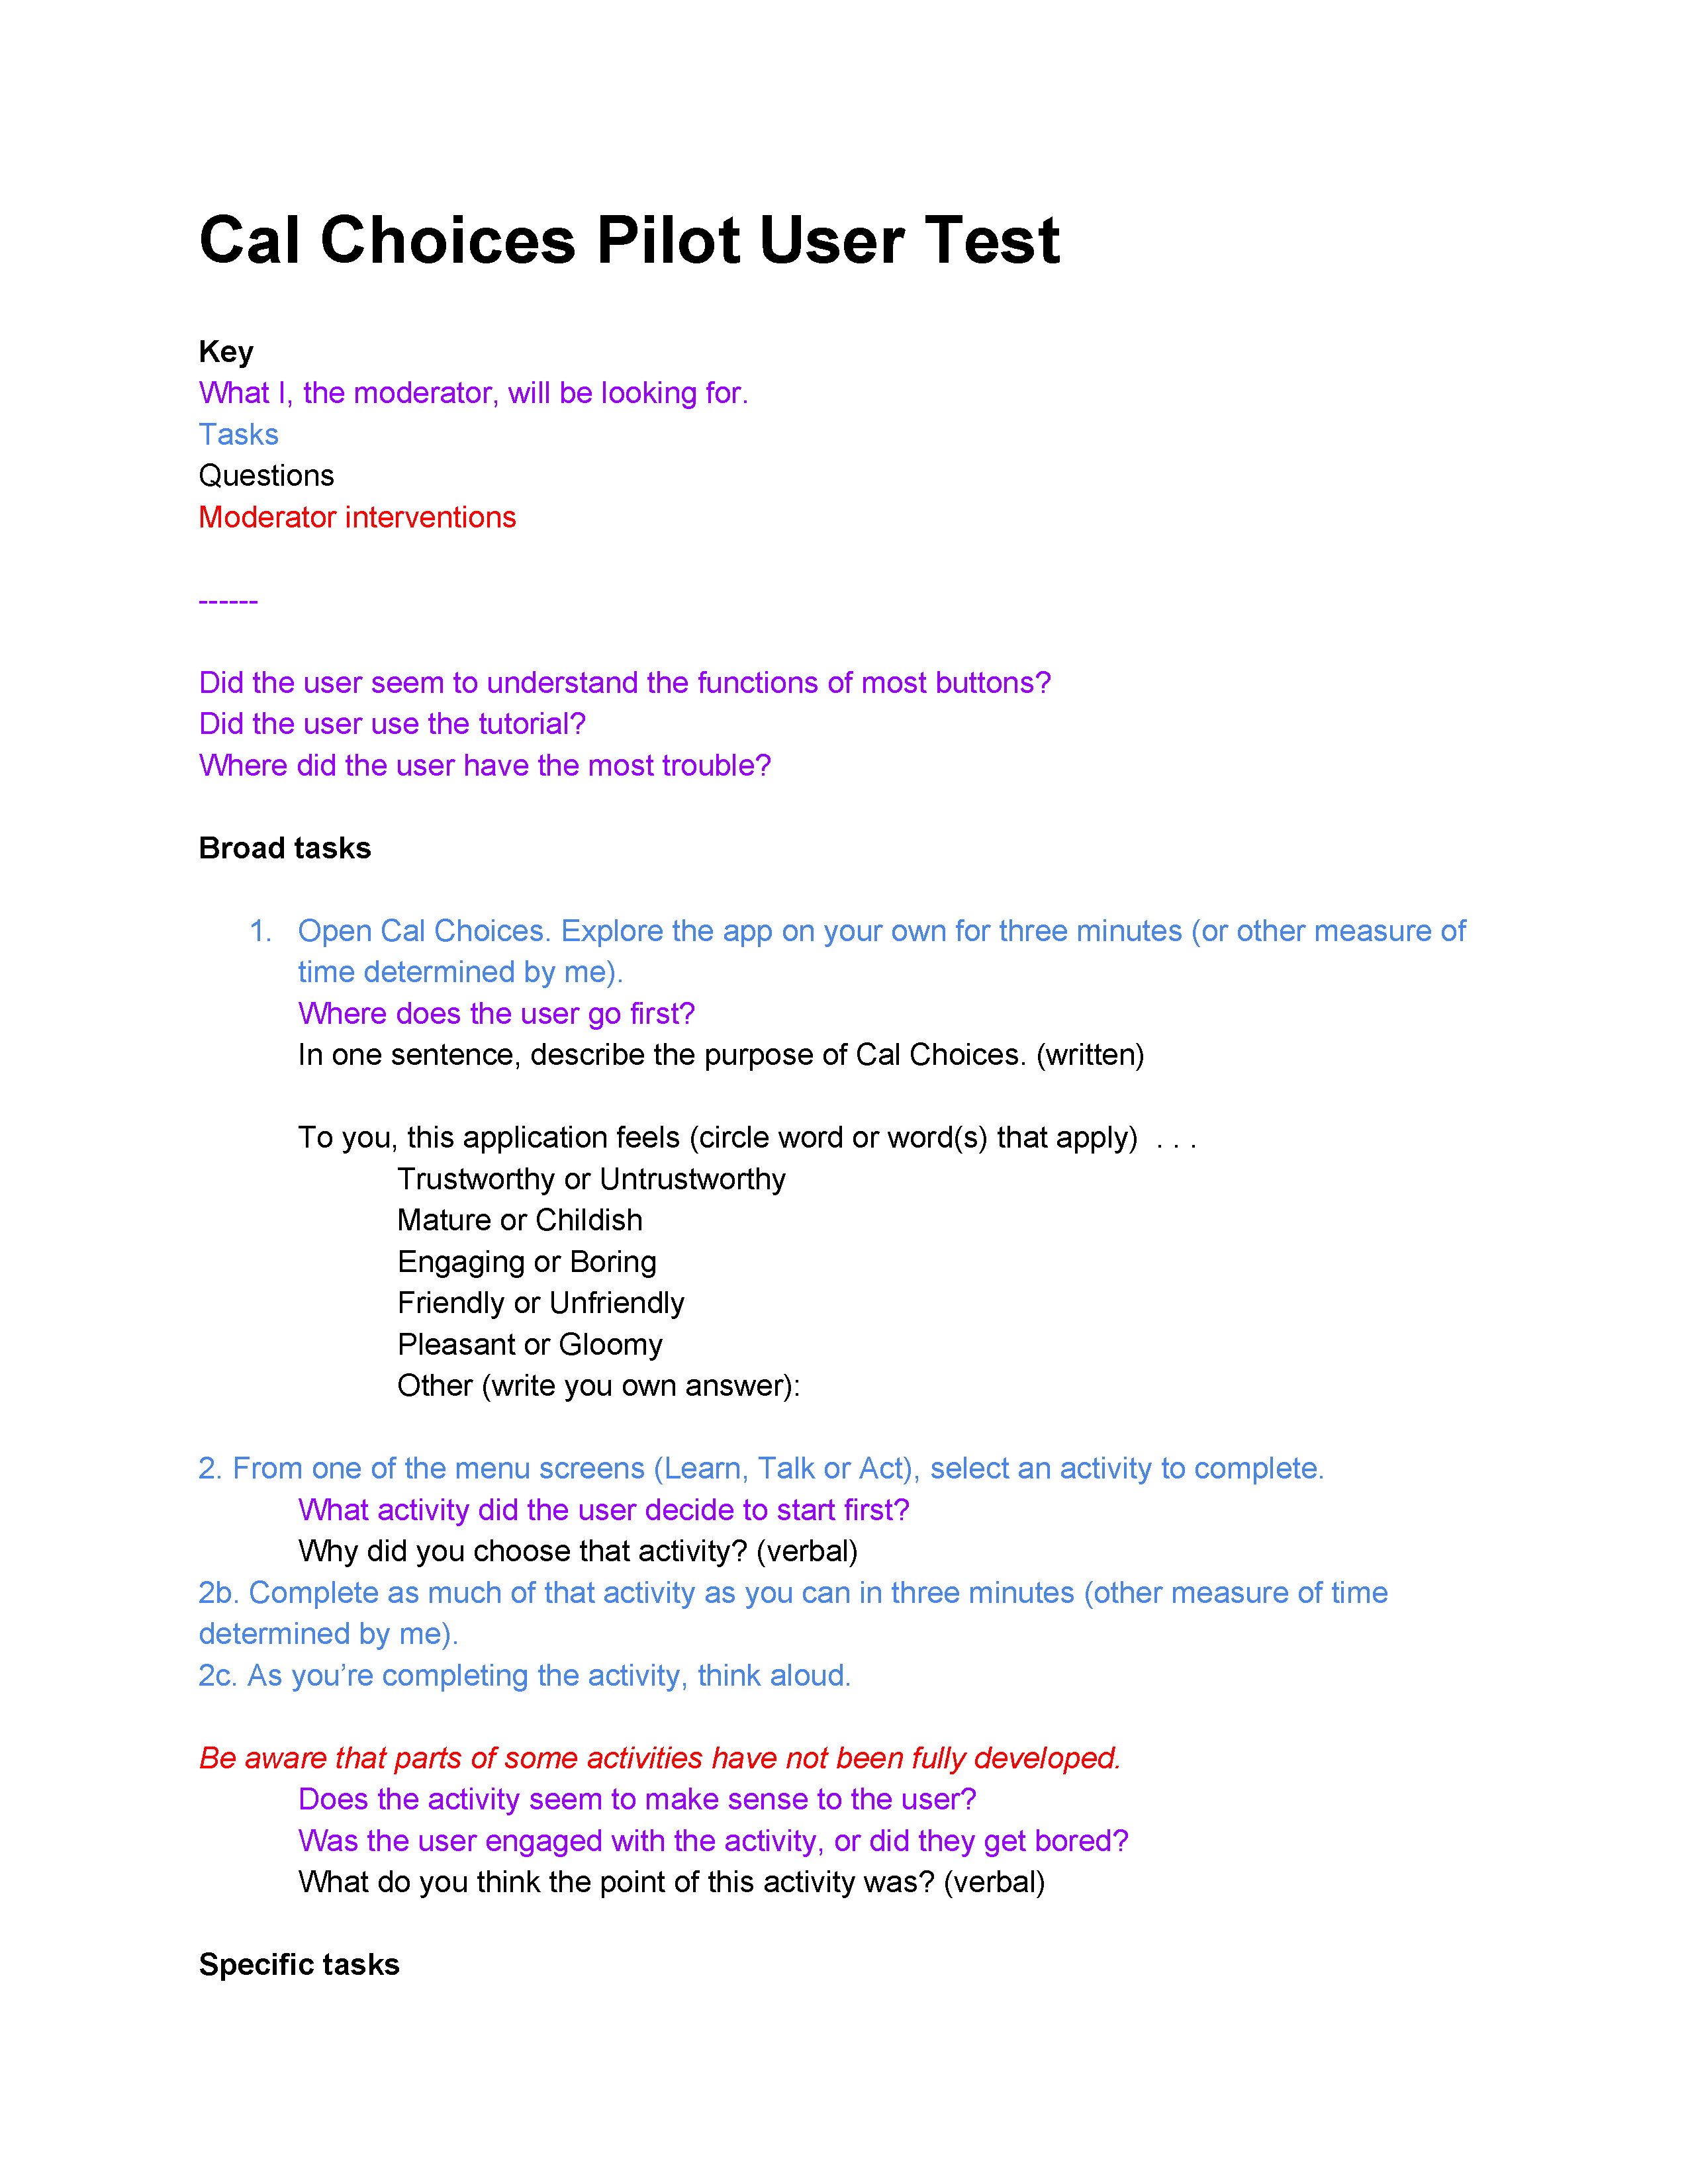 Cal Choices Pilot User Test
Key
What I, the moderator, will be looking for.
Tasks
Questions
Moderator interventions
------
Did the user seem to understand the functions of most buttons?
Did the user use the tutorial?
Where did the user have the most trouble?
Broad tasks
1. Open Cal Choices. Explore the app on your own for three minutes (or other measure of
time determined by me).
Where does the user go first?
In one sentence, describe the purpose of Cal Choices. (written)
To you, this application feels (circle word or word(s) that apply)  . . .
Trustworthy or Untrustworthy
Mature or Childish
Engaging or Boring
Friendly or Unfriendly
Pleasant or Gloomy
Other (write you own answer):
2. From one of the menu screens (Learn, Talk or Act), select an activity to complete.
What activity did the user decide to start first?
Why did you choose that activity? (verbal)
2b. Complete as much of that activity as you can in three minutes (other measure of time
determined by me).
2c. As you’re completing the activity, think aloud.
Be aware that parts of some activities have not been fully developed.
Does the activity seem to make sense to the user?
Was the user engaged with the activity, or did they get bored?
What do you think the point of this activity was? (verbal)
Specific tasks